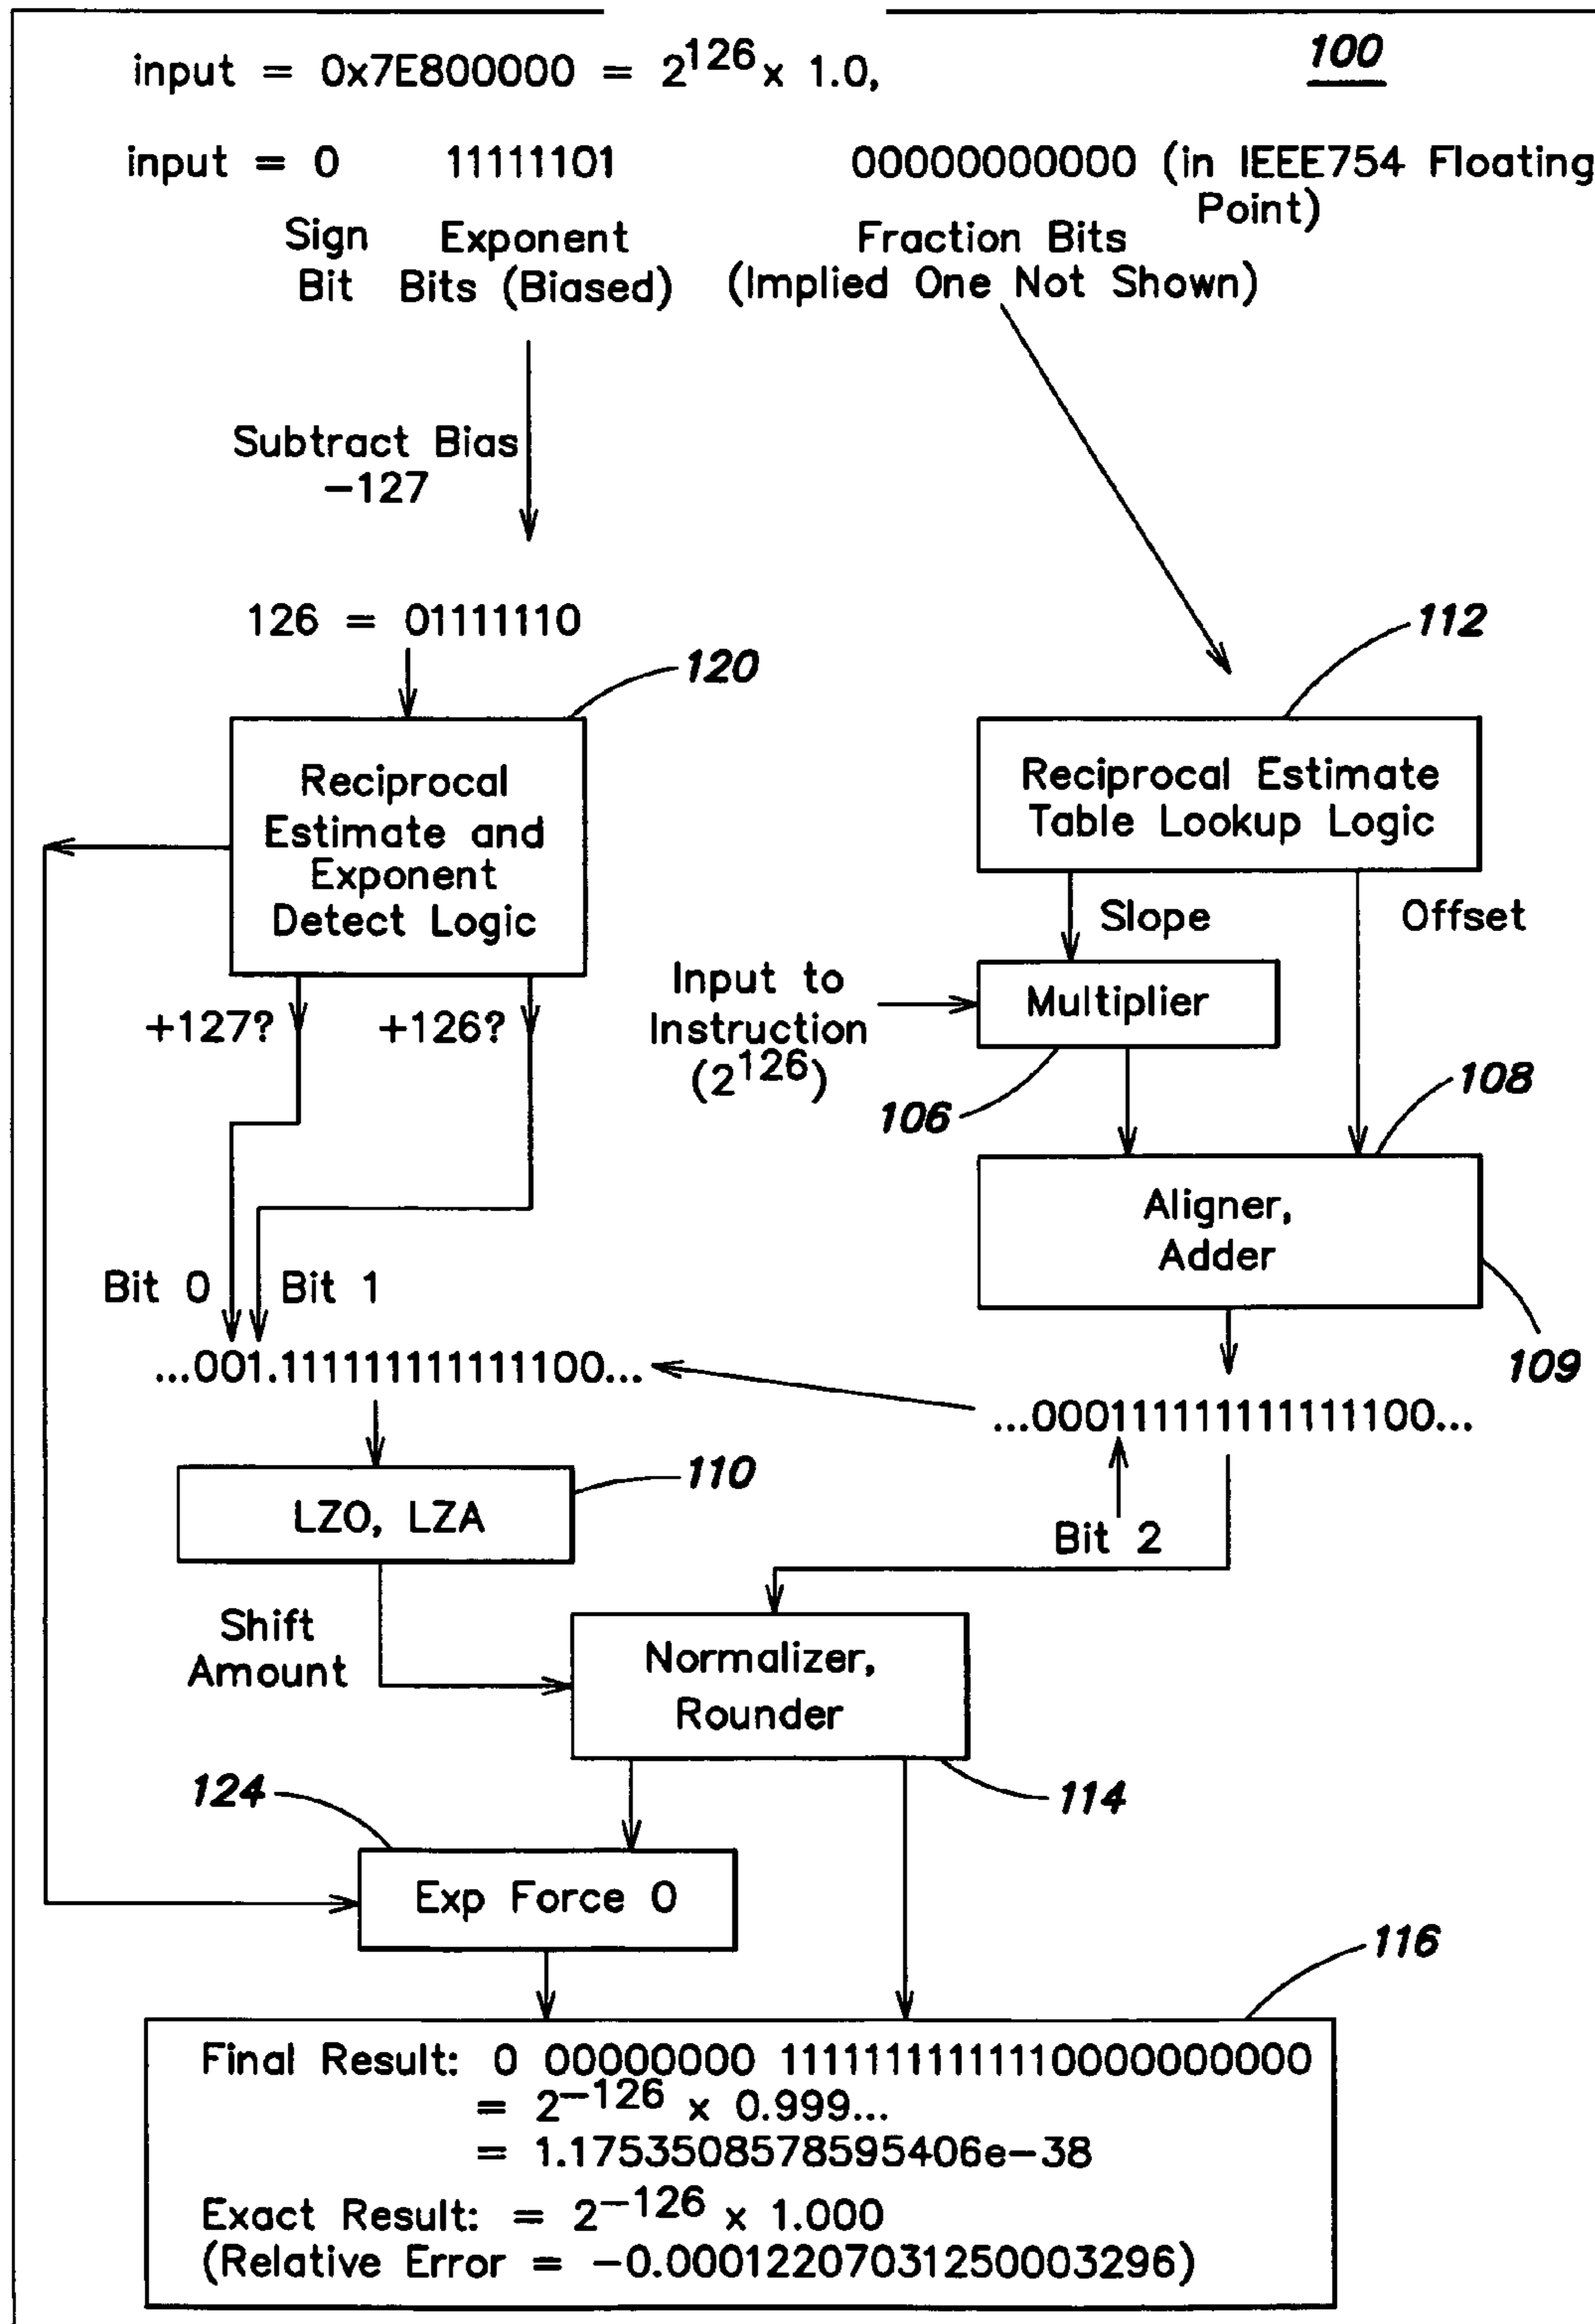 100
input = 0x7E800000 = 2^126 x 1.0,
input = 0 11111101 00000000000 (in IEEE754 Floating
Point)
Sign Exponent Fraction Bits
Bit Bits (Biased) (Implied One Not Shown)
Subtract Bias
−127
126 = 01111110
120
112
Reciprocal
Estimate and
Exponent
Detect Logic
Reciprocal Estimate
Table Lookup Logic
Slope
Offset
+127?
+126?
Input to
Instruction
(2^126)
Multiplier
106
108
Aligner,
Adder
109
Bit 0
Bit 1
...001.1111111111111100...
...0001111111111111100...
Bit 2
LZO, LZA
110
Shift
Amount
Normalizer,
Rounder
114
124
Exp Force 0
116
Final Result: 0 00000000 11111111111110000000000
= 2^−126 x 0.999...
= 1.1753508578595406e−38
Exact Result: = 2^−126 x 1.000
(Relative Error = −0.00012207031250003296)